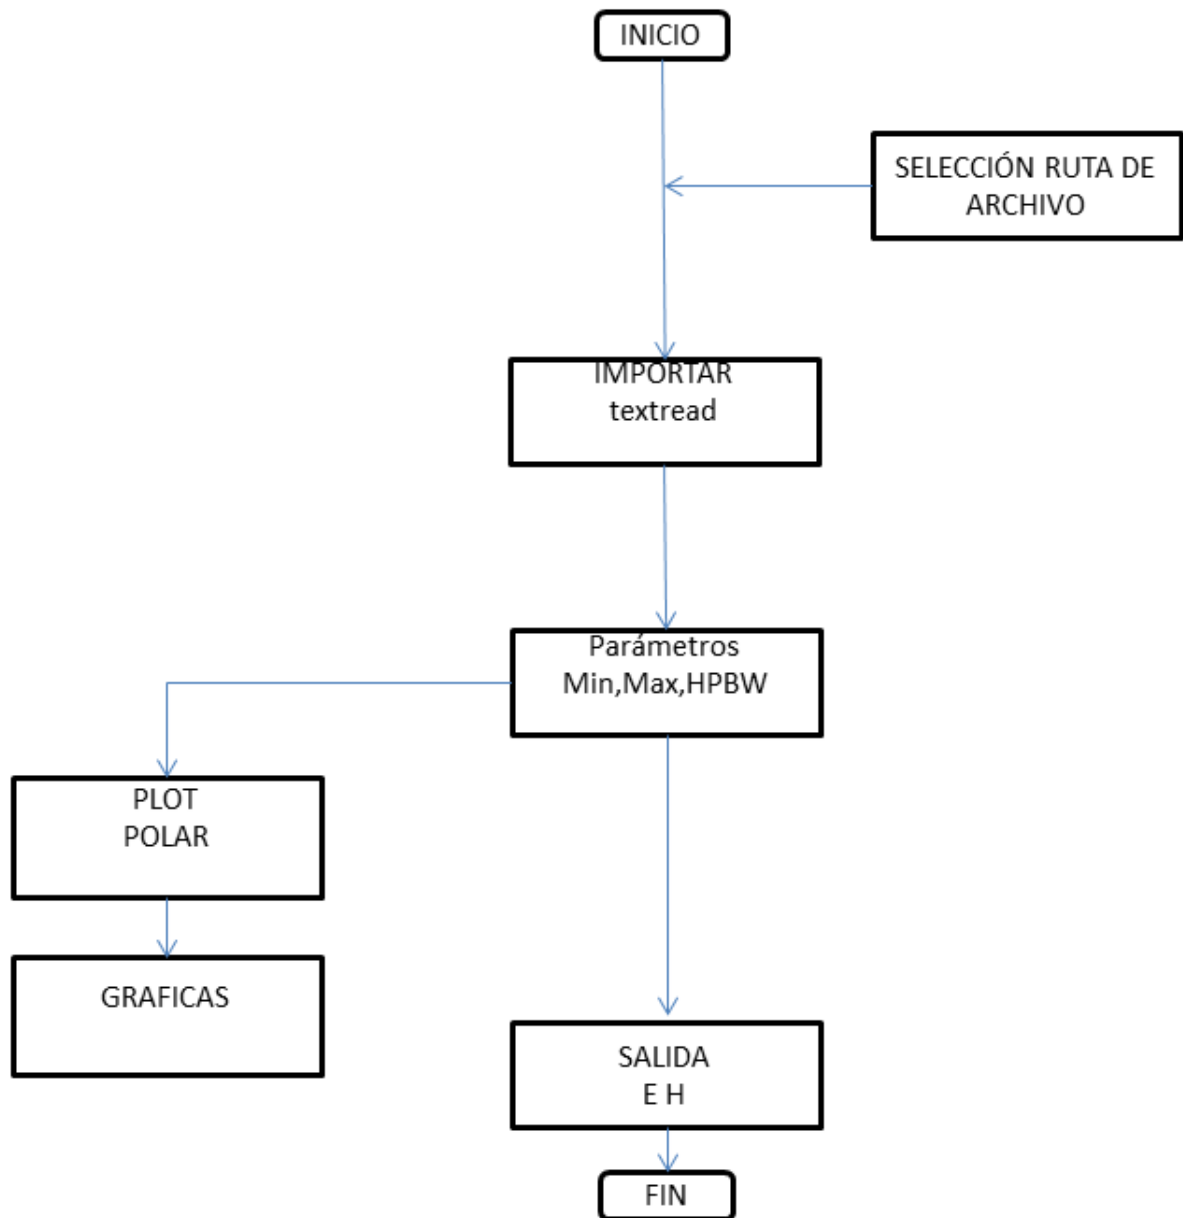 INICIO
SELECCIÓN RUTA DE
ARCHIVO
IMPORTAR
textread
Parámetros
Min,Max,HPBW
PLOT
POLAR
GRAFICAS
SALIDA
E H
FIN